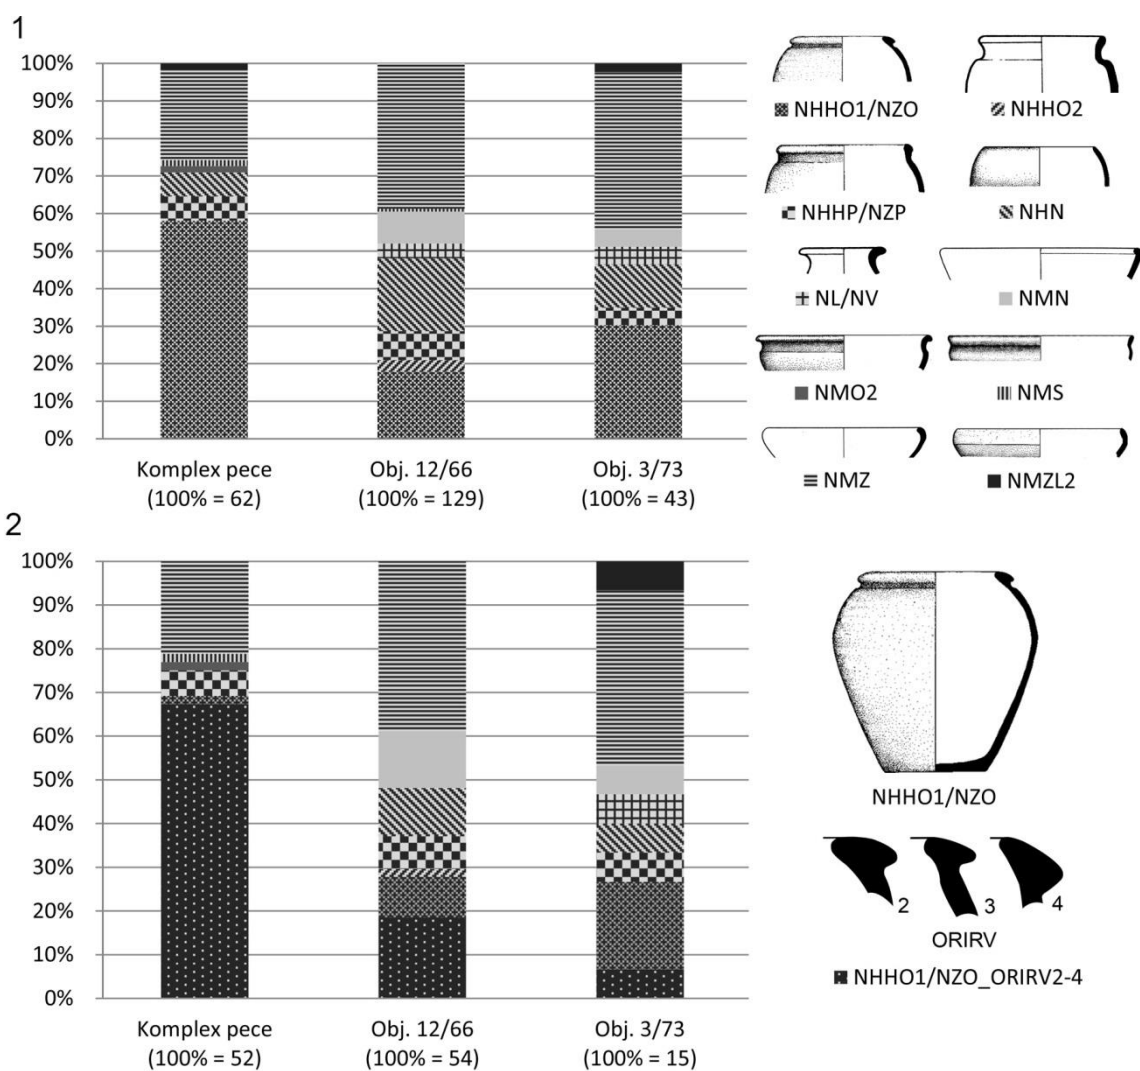 1
100%
90%
80%
70%
60%
50%
40%
30%
20%
10%
0%
Komplex pece
(100% = 62)
Obj. 12/66
(100% = 129)
Obj. 3/73
(100% = 43)
NHHO1/NZO
NHHO2
NHHP/NZP
NHN
NL/NV
NMN
NMO2
NMS
NMZ
NMZL2
2
100%
90%
80%
70%
60%
50%
40%
30%
20%
10%
0%
Komplex pece
(100% = 52)
Obj. 12/66
(100% = 54)
Obj. 3/73
(100% = 15)
NHHO1/NZO
2 3 4
ORIRV
NHHO1/NZO_ORIRV2-4